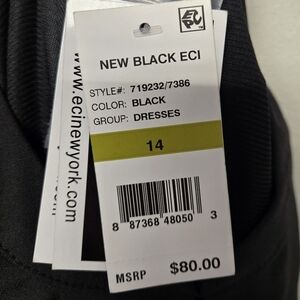 NEW BLACK ECI
STYLE#: 719232/7386
COLOR: BLACK
GROUP: DRESSES
14
8 87368 48050 3
MSRP $80.00
www.ecinewyork.com